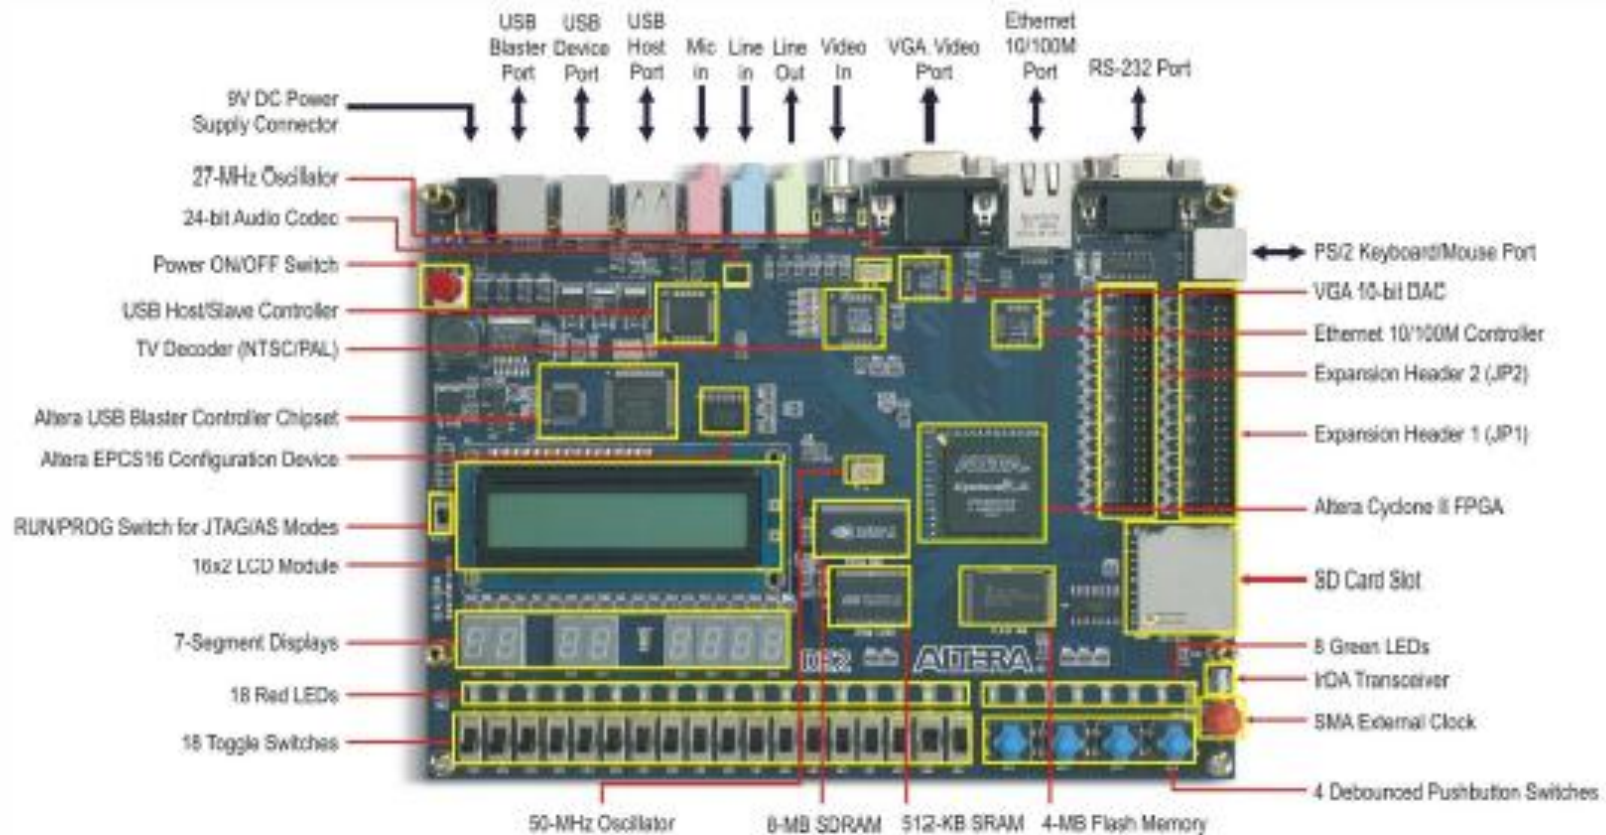 USB
Blaster
Port
USB
Device
Port
USB
Host
Port
Mic
in
Line
in
Line
Out
Video
In
VGA Video
Port
Ethernet
10/100M
Port
RS-232 Port
9V DC Power
Supply Connector
27-MHz Oscillator
24-bit Audio Codec
Power ON/OFF Switch
USB Host/Slave Controller
TV Decoder (NTSC/PAL)
Altera USB Blaster Controller Chipset
Altera EPCS16 Configuration Device
RUN/PROG Switch for JTAG/AS Modes
16x2 LCD Module
7-Segment Displays
18 Red LEDs
18 Toggle Switches
PS/2 Keyboard/Mouse Port
VGA 10-bit DAC
Ethernet 10/100M Controller
Expansion Header 2 (JP2)
Expansion Header 1 (JP1)
Altera Cyclone II FPGA
SD Card Slot
8 Green LEDs
IrDA Transceiver
SMA External Clock
4 Debounced Pushbutton Switches
50-MHz Oscillator
8-MB SDRAM
512-KB SRAM
4-MB Flash Memory
ALTERA
Cyclone II
DE2
ALTERA